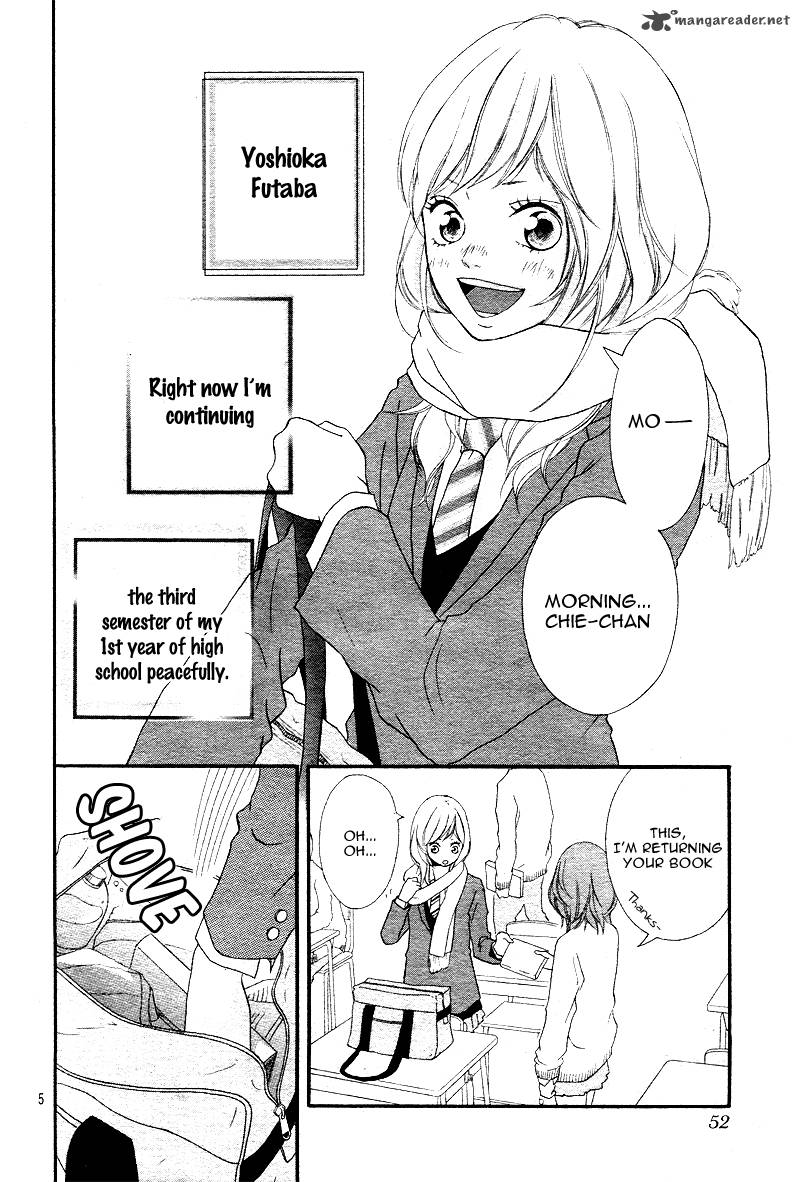 mangareader.net
Yoshioka
Futaba
Right now I'm
continuing
MO—
MORNING...
CHIE-CHAN
the third
semester of my
1st year of high
school peacefully.
THIS,
I'M RETURNING
YOUR BOOK
Thanks~
OH...
OH...
SHOVE
5
52